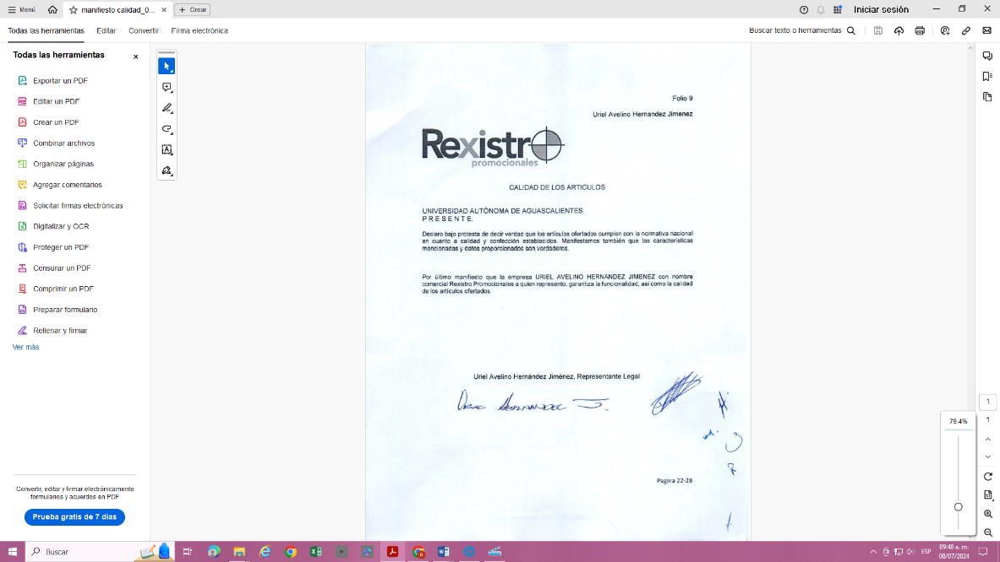 Menú
manifiesto calidad_0...
Crear
Iniciar sesión
Todas las herramientas
Editar
Convertir
Firma electrónica
Buscar texto o herramientas
Todas las herramientas
Exportar un PDF
Editar un PDF
Crear un PDF
Combinar archivos
Organizar páginas
Agregar comentarios
Solicitar firmas electrónicas
Digitalizar y OCR
Proteger un PDF
Censurar un PDF
Comprimir un PDF
Preparar formulario
Rellenar y firmar
Ver más
Convertir, editar y firmar electrónicamente
formularios y acuerdos en PDF
Prueba gratis de 7 días
Folio 9
Uriel Avelino Hernandez Jimenez
Rexistro
promocionales
CALIDAD DE LOS ARTICULOS
UNIVERSIDAD AUTÓNOMA DE AGUASCALIENTES.
P R E S E N T E.
Declaro bajo protesta de decir verdad que los artículos ofertados cumplen con la normativa nacional
en cuanto a calidad y confección establecidos. Manifestamos también que las características
mencionadas y datos proporcionados son verdaderos.
Por último manifiesto que la empresa URIEL AVELINO HERNANDEZ JIMENEZ con nombre
comercial Rexistro Promocionales a quien represento, garantiza la funcionalidad, así como la calidad
de los artículos ofertados.
Uriel Avelino Hernández Jiménez, Representante Legal
Uriel Hernandez J.
Pagina 22-28
1
1
79.4%
Buscar
ESP
09:48 a. m.
08/07/2024